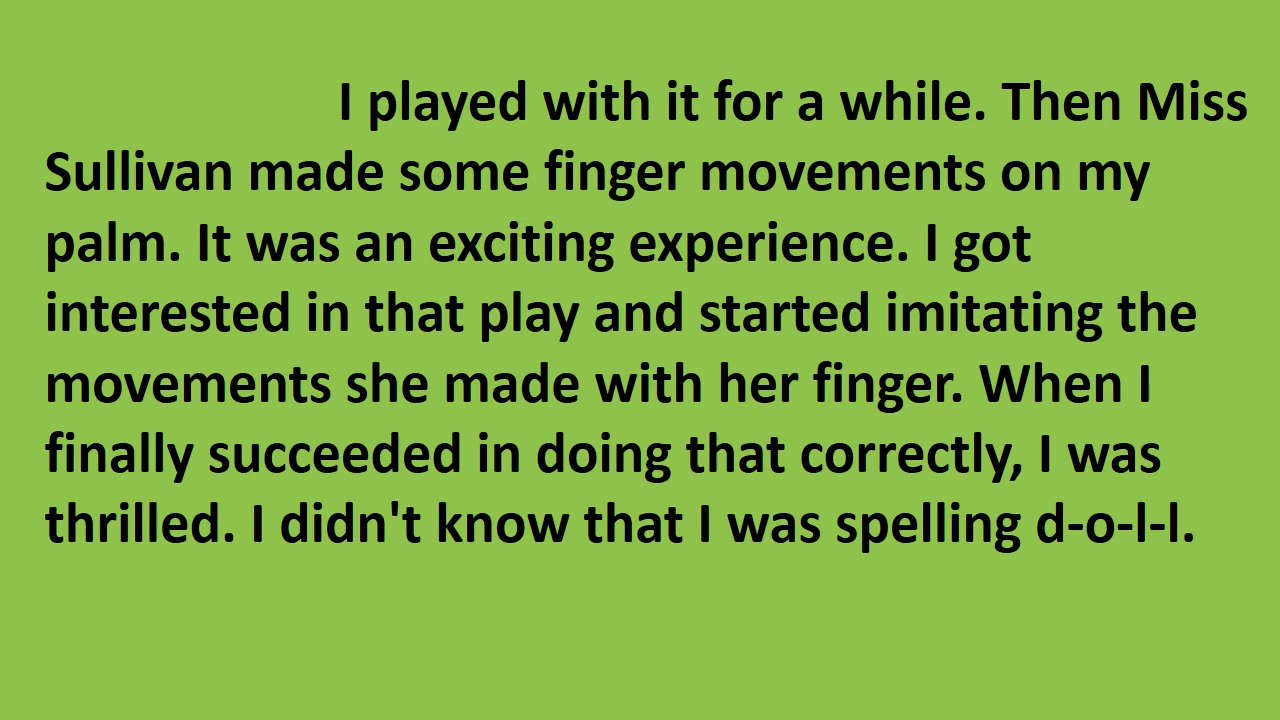 I played with it for a while. Then Miss
Sullivan made some finger movements on my
palm. It was an exciting experience. I got
interested in that play and started imitating the
movements she made with her finger. When I
finally succeeded in doing that correctly, I was
thrilled. I didn't know that I was spelling d-o-l-l.